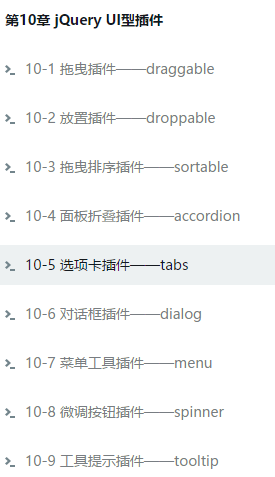 第10章 jQuery UI型插件
10-1 拖曳插件——draggable
10-2 放置插件——droppable
10-3 拖曳排序插件——sortable
10-4 面板折叠插件——accordion
10-5 选项卡插件——tabs
10-6 对话框插件——dialog
10-7 菜单工具插件——menu
10-8 微调按钮插件——spinner
10-9 工具提示插件——tooltip